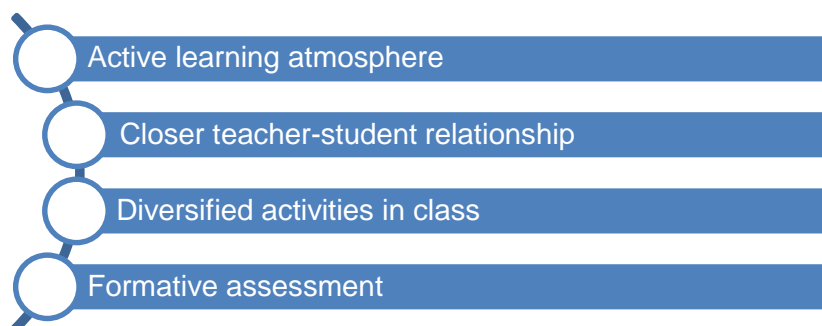 Active learning atmosphere
Closer teacher-student relationship
Diversified activities in class
Formative assessment